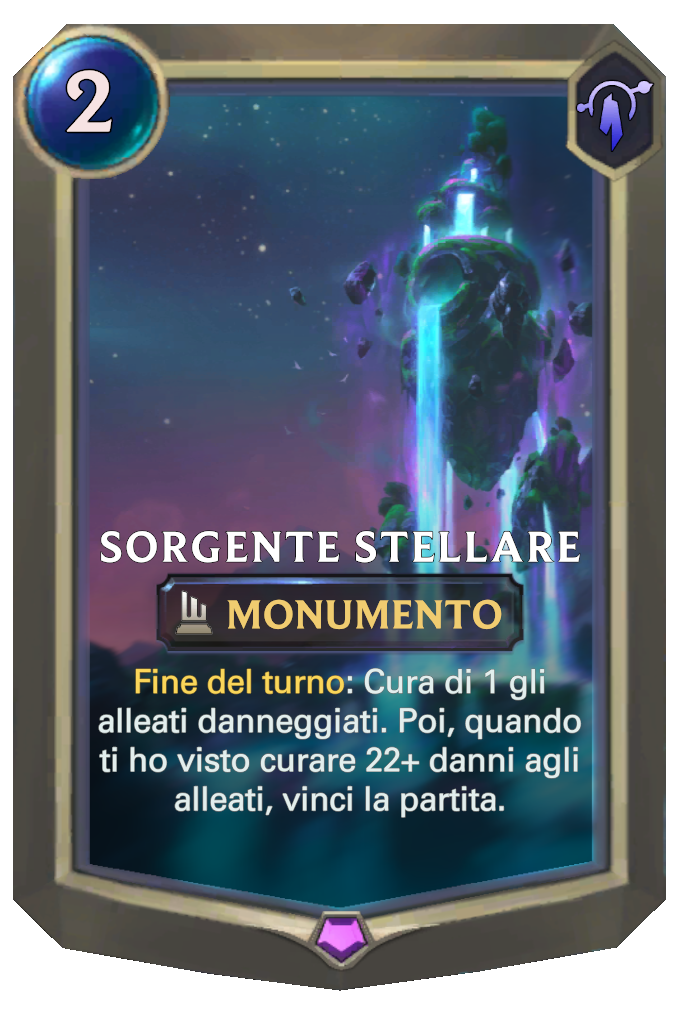 2
SORGENTE STELLARE
MONUMENTO
Fine del turno: Cura di 1 gli
alleati danneggiati. Poi, quando
ti ho visto curare 22+ danni agli
alleati, vinci la partita.